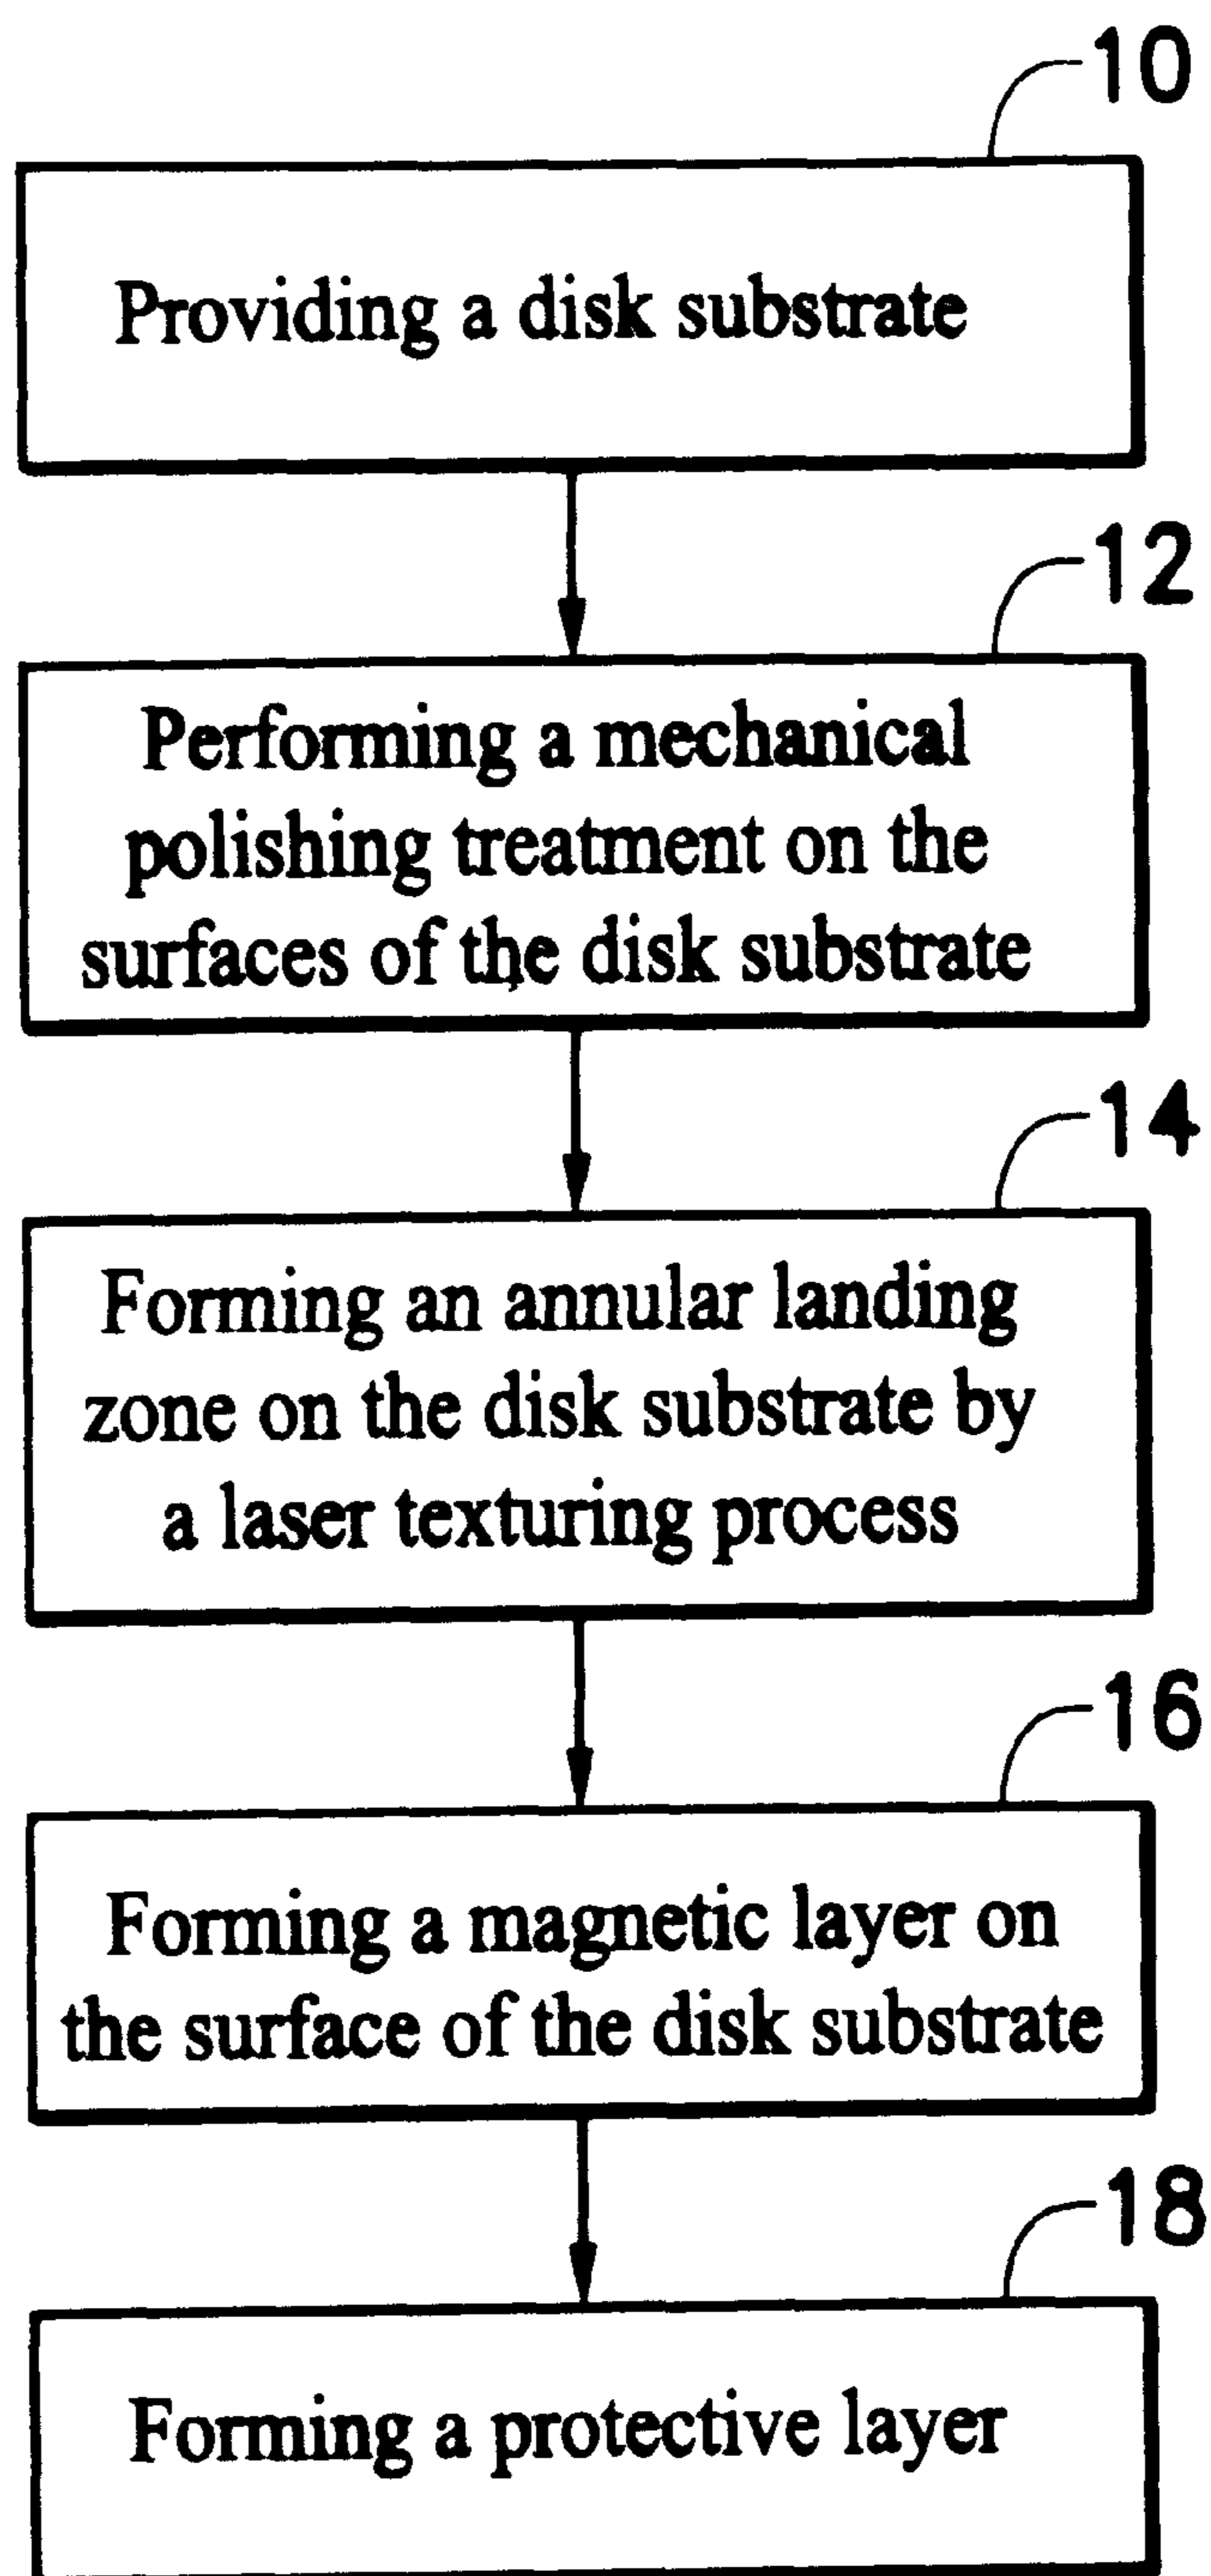 10
Providing a disk substrate
12
Performing a mechanical
polishing treatment on the
surfaces of the disk substrate
14
Forming an annular landing
zone on the disk substrate by
a laser texturing process
16
Forming a magnetic layer on
the surface of the disk substrate
18
Forming a protective layer